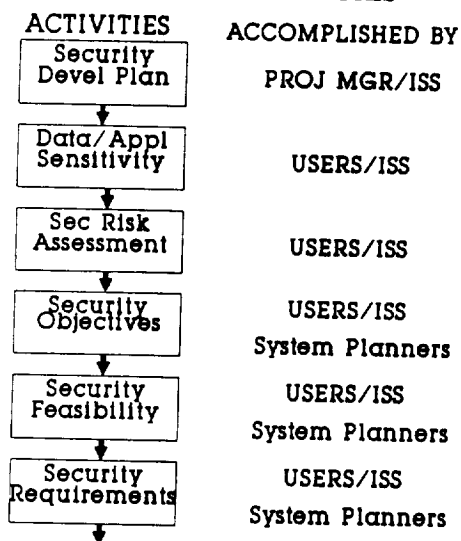 ACTIVITIES ACCOMPLISHED BY
Security
Devel Plan
PROJ MGR/ISS
Data/Appl
Sensitivity
USERS/ISS
Sec Risk
Assessment
USERS/ISS
Security
Objectives
USERS/ISS
System Planners
Security
Feasibility
USERS/ISS
System Planners
Security
Requirements
USERS/ISS
System Planners